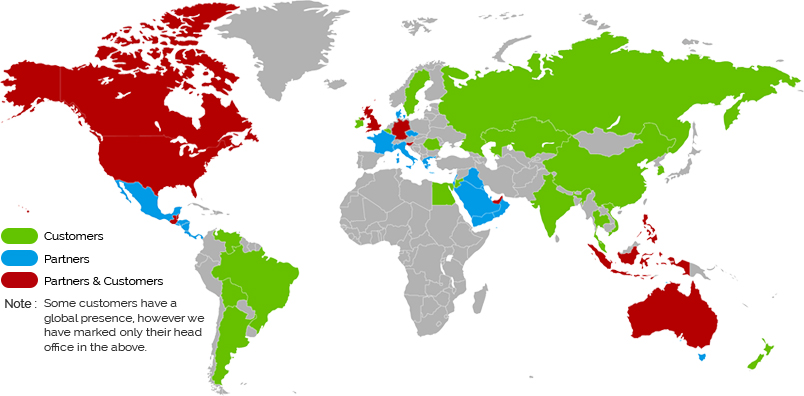 Customers
Partners
Partners & Customers
Note : Some customers have a
global presence, however we
have marked only their head
office in the above.